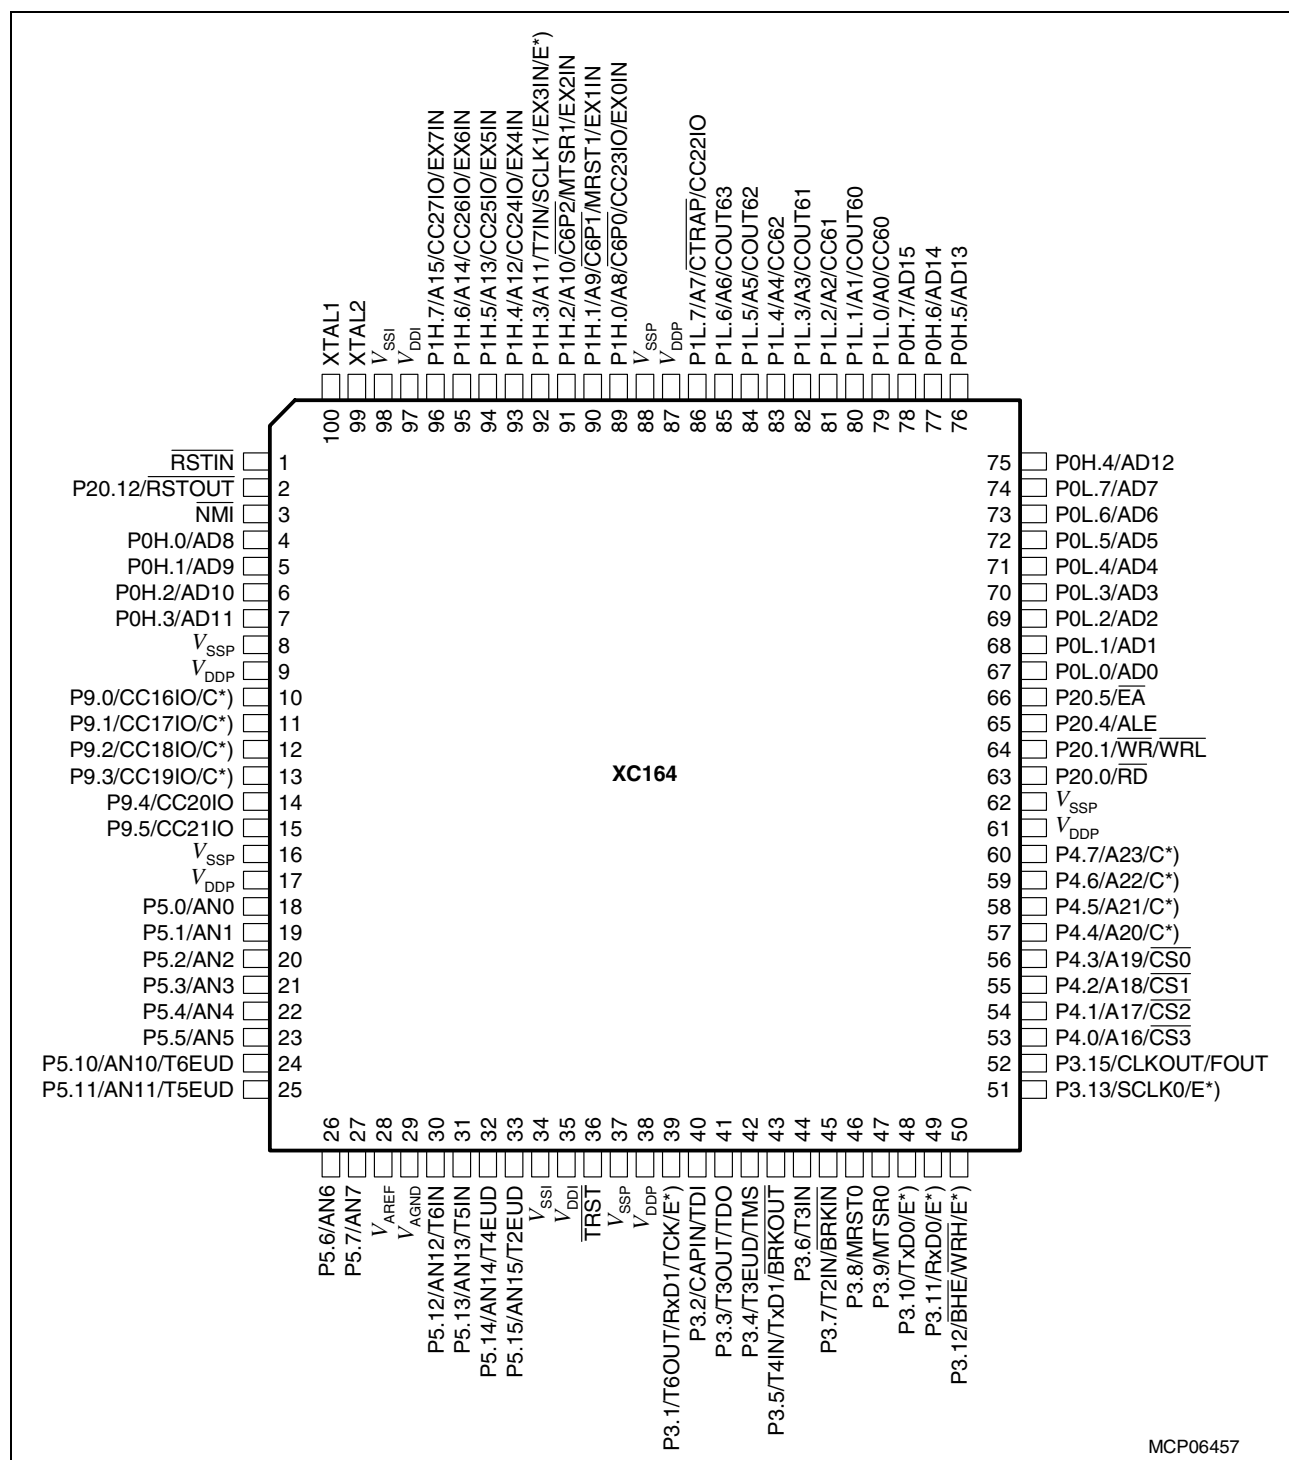 XTAL1
XTAL2
VSSI
VDDI
P1H.7/A15/CC27IO/EX7IN
P1H.6/A14/CC26IO/EX6IN
P1H.5/A13/CC25IO/EX5IN
P1H.4/A12/CC24IO/EX4IN
P1H.3/A11/T7IN/SCLK1/EX3IN/E*)
P1H.2/A10/C6P2/MTSR1/EX2IN
P1H.1/A9/C6P1/MRST1/EX1IN
P1H.0/A8/C6P0/CC23IO/EX0IN
VSSP
VDDP
P1L.7/A7/CTRAP/CC22IO
P1L.6/A6/COUT63
P1L.5/A5/COUT62
P1L.4/A4/CC62
P1L.3/A3/COUT61
P1L.2/A2/CC61
P1L.1/A1/COUT60
P1L.0/A0/CC60
P0H.7/AD15
P0H.6/AD14
P0H.5/AD13
100
99
98
97
96
95
94
93
92
91
90
89
88
87
86
85
84
83
82
81
80
79
78
77
76
RSTIN 1
P20.12/RSTOUT 2
NMI 3
P0H.0/AD8 4
P0H.1/AD9 5
P0H.2/AD10 6
P0H.3/AD11 7
VSSP 8
VDDP 9
P9.0/CC16IO/C*) 10
P9.1/CC17IO/C*) 11
P9.2/CC18IO/C*) 12
P9.3/CC19IO/C*) 13
P9.4/CC20IO 14
P9.5/CC21IO 15
VSSP 16
VDDP 17
P5.0/AN0 18
P5.1/AN1 19
P5.2/AN2 20
P5.3/AN3 21
P5.4/AN4 22
P5.5/AN5 23
P5.10/AN10/T6EUD 24
P5.11/AN11/T5EUD 25
XC164
75 P0H.4/AD12
74 P0L.7/AD7
73 P0L.6/AD6
72 P0L.5/AD5
71 P0L.4/AD4
70 P0L.3/AD3
69 P0L.2/AD2
68 P0L.1/AD1
67 P0L.0/AD0
66 P20.5/EA
65 P20.4/ALE
64 P20.1/WR/WRL
63 P20.0/RD
62 VSSP
61 VDDP
60 P4.7/A23/C*)
59 P4.6/A22/C*)
58 P4.5/A21/C*)
57 P4.4/A20/C*)
56 P4.3/A19/CS0
55 P4.2/A18/CS1
54 P4.1/A17/CS2
53 P4.0/A16/CS3
52 P3.15/CLKOUT/FOUT
51 P3.13/SCLK0/E*)
26
27
28
29
30
31
32
33
34
35
36
37
38
39
40
41
42
43
44
45
46
47
48
49
50
P5.6/AN6
P5.7/AN7
VAREF
VAGND
P5.12/AN12/T6IN
P5.13/AN13/T5IN
P5.14/AN14/T4EUD
P5.15/AN15/T2EUD
VSSI
VDDI
TRST
VSSP
VDDP
P3.1/T6OUT/RxD1/TCK/E*)
P3.2/CAPIN/TDI
P3.3/T3OUT/TDO
P3.4/T3EUD/TMS
P3.5/T4IN/TxD1/BRKOUT
P3.6/T3IN
P3.7/T2IN/BRKIN
P3.8/MRST0
P3.9/MTSR0
P3.10/TxD0/E*)
P3.11/RxD0/E*)
P3.12/BHE/WRH/E*)
MCP06457